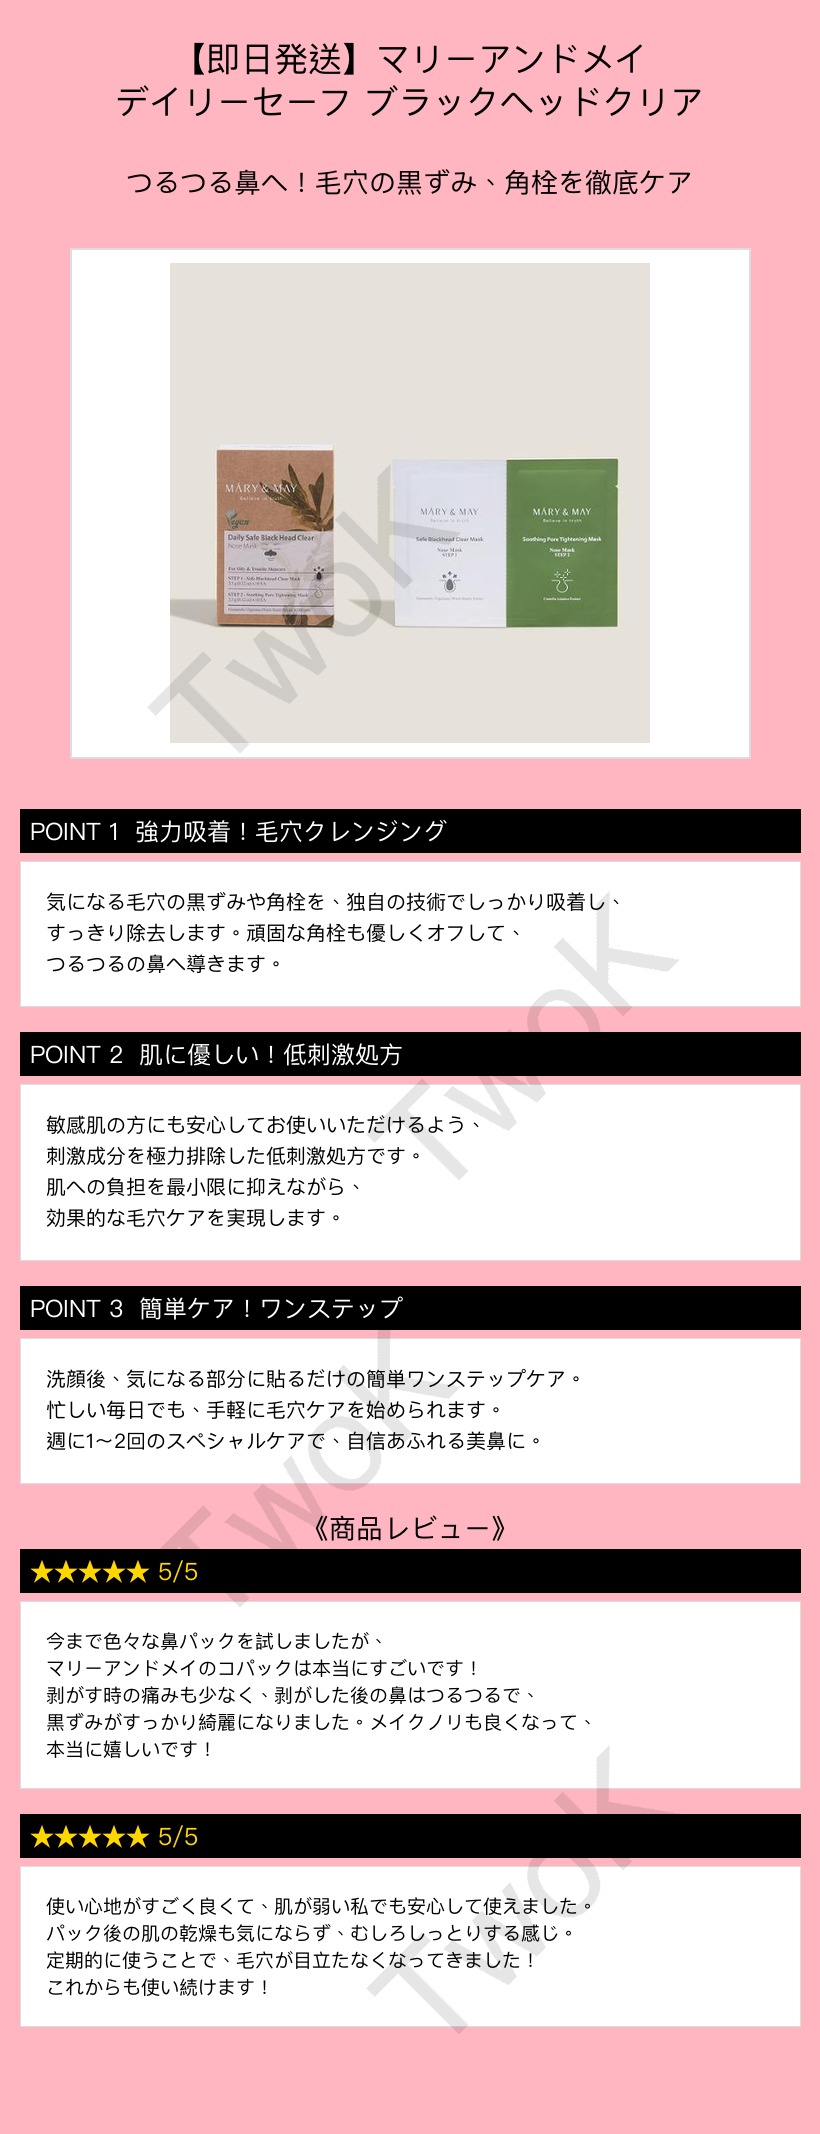 【即日発送】マリーアンドメイ
デイリーセーフ ブラックヘッドクリア
つるつる鼻へ！毛穴の黒ずみ、角栓を徹底ケア
MARY & MAY
Believe in truth
Vegan
Daily Safe Black Head Clear
Nose Mask
For Oily & Trouble Skincare
STEP 1 - Safe Blackhead Clear Mask
STEP 2 - Soothing Pore Tightening Mask
MARY & MAY
Believe in truth
Safe Blackhead Clear Mask
Nose Mask
STEP 1
MARY & MAY
Believe in truth
Soothing Pore Tightening Mask
Nose Mask
STEP 2
TwoK
POINT 1 強力吸着！毛穴クレンジング
気になる毛穴の黒ずみや角栓を、独自の技術でしっかり吸着し、
すっきり除去します。頑固な角栓も優しくオフして、
つるつるの鼻へ導きます。
TwoK
POINT 2 肌に優しい！低刺激処方
敏感肌の方にも安心してお使いいただけるよう、
刺激成分を極力排除した低刺激処方です。
肌への負担を最小限に抑えながら、
効果的な毛穴ケアを実現します。
POINT 3 簡単ケア！ワンステップ
洗顔後、気になる部分に貼るだけの簡単ワンステップケア。
忙しい毎日でも、手軽に毛穴ケアを始められます。
週に1～2回のスペシャルケアで、自信あふれる美鼻に。
TwoK
《商品レビュー》
★★★★★ 5/5
今まで色々な鼻パックを試しましたが、
マリーアンドメイのコパックは本当にすごいです！
剥がす時の痛みも少なく、剥がした後の鼻はつるつるで、
黒ずみがすっかり綺麗になりました。メイクノリも良くなって、
本当に嬉しいです！
★★★★★ 5/5
使い心地がすごく良くて、肌が弱い私でも安心して使えました。
パック後の肌の乾燥も気にならず、むしろしっとりする感じ。
定期的に使うことで、毛穴が目立たなくなってきました！
これからも使い続けます！
TwoK